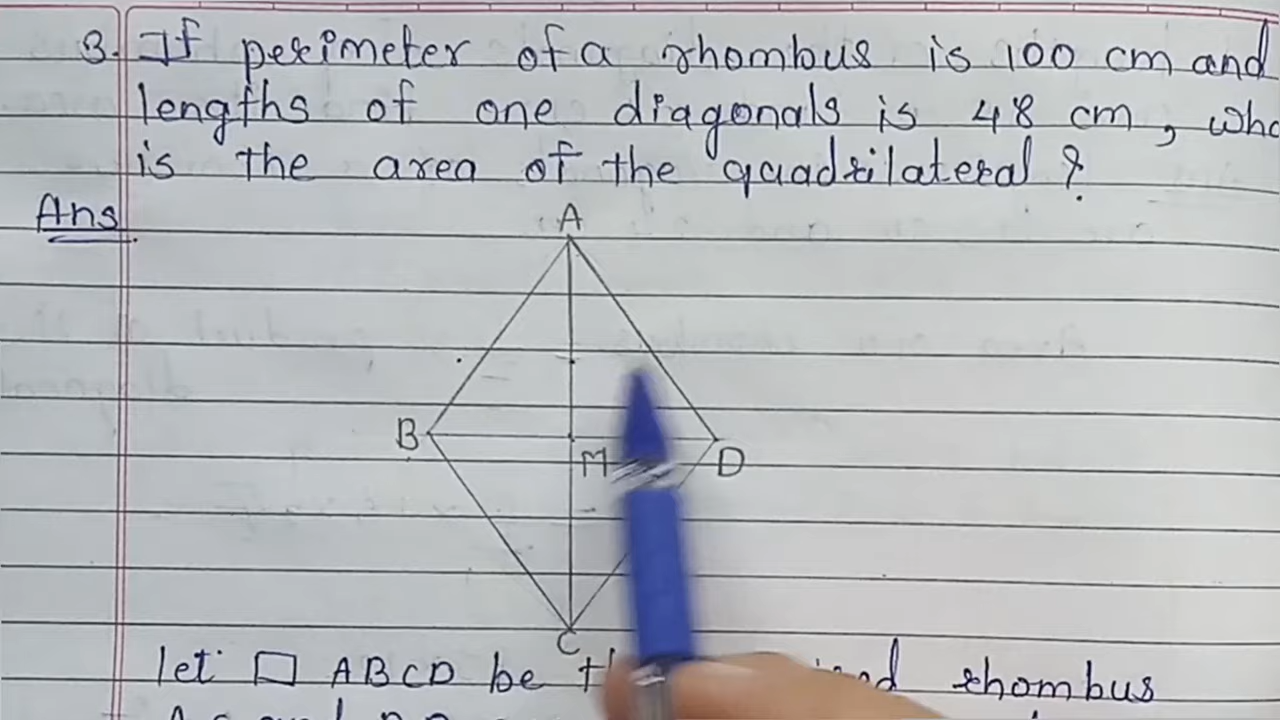 3. If perimeter of a rhombus is 100 cm and
lengths of one diagonals is 48 cm, wha
is the area of the quadrilateral ?
Ans
A
B
M
D
C
let □ ABCD be rhombus